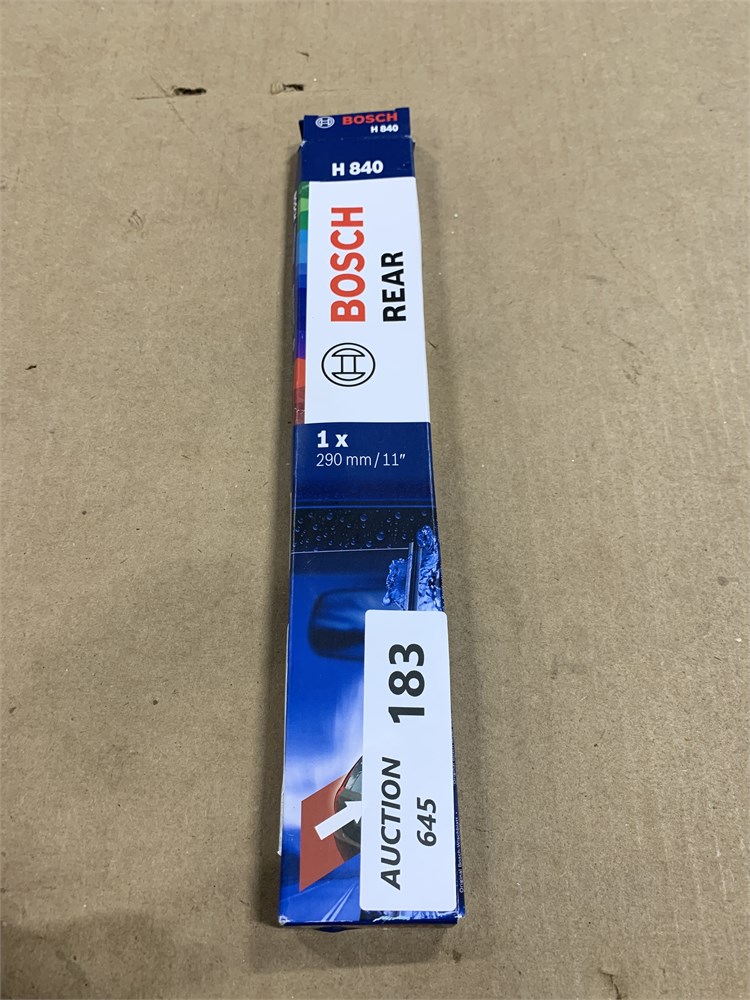 BOSCH
H 840
H 840
BOSCH
REAR
1 x
290 mm / 11"
AUCTION 183
645